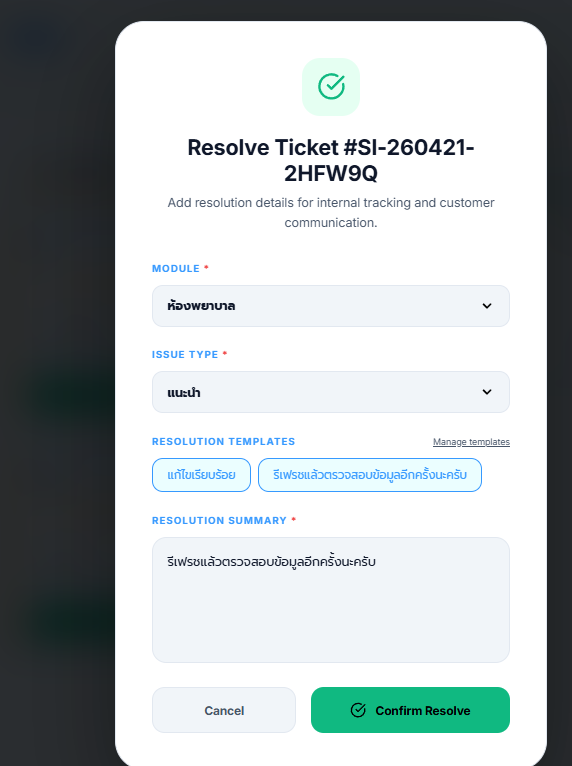 Resolve Ticket #SI-260421-
2HFW9Q
Add resolution details for internal tracking and customer
communication.
MODULE *
ห้องพยาบาล
ISSUE TYPE *
แนะนำ
RESOLUTION TEMPLATES Manage templates
แก้ไขเรียบร้อย รีเฟรชแล้วตรวจสอบข้อมูลอีกครั้งนะครับ
RESOLUTION SUMMARY *
รีเฟรชแล้วตรวจสอบข้อมูลอีกครั้งนะครับ
Cancel Confirm Resolve